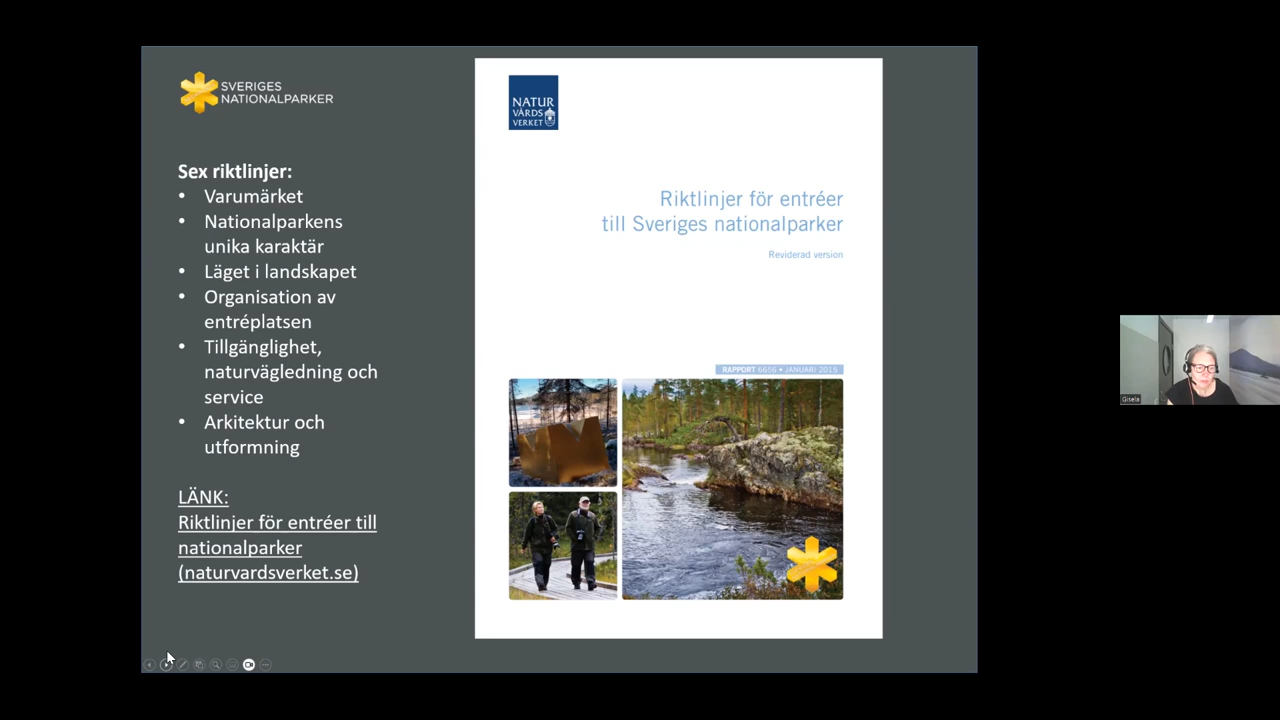 SVERIGES
NATIONALPARKER
Sex riktlinjer:
• Varumärket
• Nationalparkens
unika karaktär
• Läget i landskapet
• Organisation av
entréplatsen
• Tillgänglighet,
naturvägledning och
service
• Arkitektur och
utformning
LÄNK:
Riktlinjer för entréer till
nationalparker
(naturvardsverket.se)
NATUR
VÅRDS
VERKET
Riktlinjer för entréer
till Sveriges nationalparker
Reviderad version
RAPPORT 6656 • JANUARI 2015
Gisela